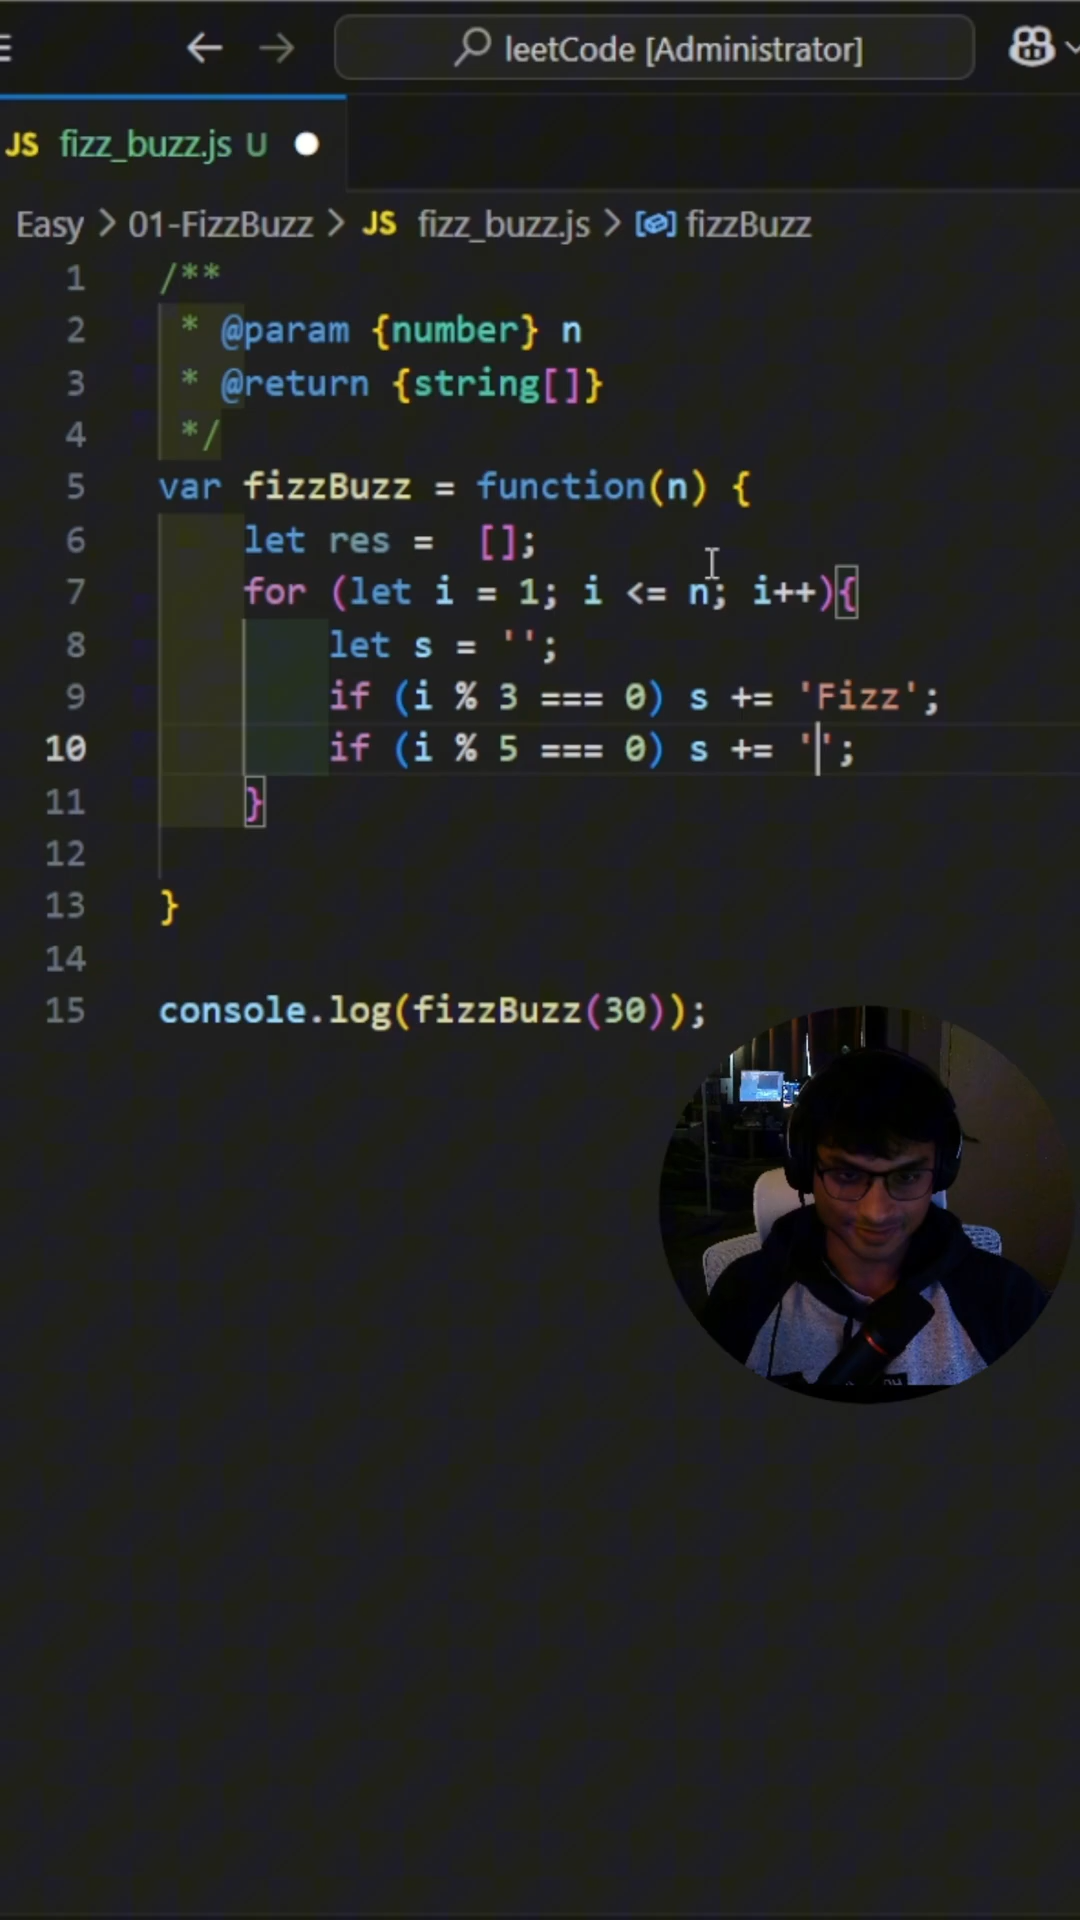 leetCode [Administrator]
JS fizz_buzz.js U
Easy > 01-FizzBuzz > JS fizz_buzz.js > fizzBuzz
1 /**
2 * @param {number} n
3 * @return {string[]}
4 */
5 var fizzBuzz = function(n) {
6 let res =  [];
7 for (let i = 1; i <= n; i++){
8 let s = '';
9 if (i % 3 === 0) s += 'Fizz';
10 if (i % 5 === 0) s += '';
11 }
12
13 }
14
15 console.log(fizzBuzz(30));